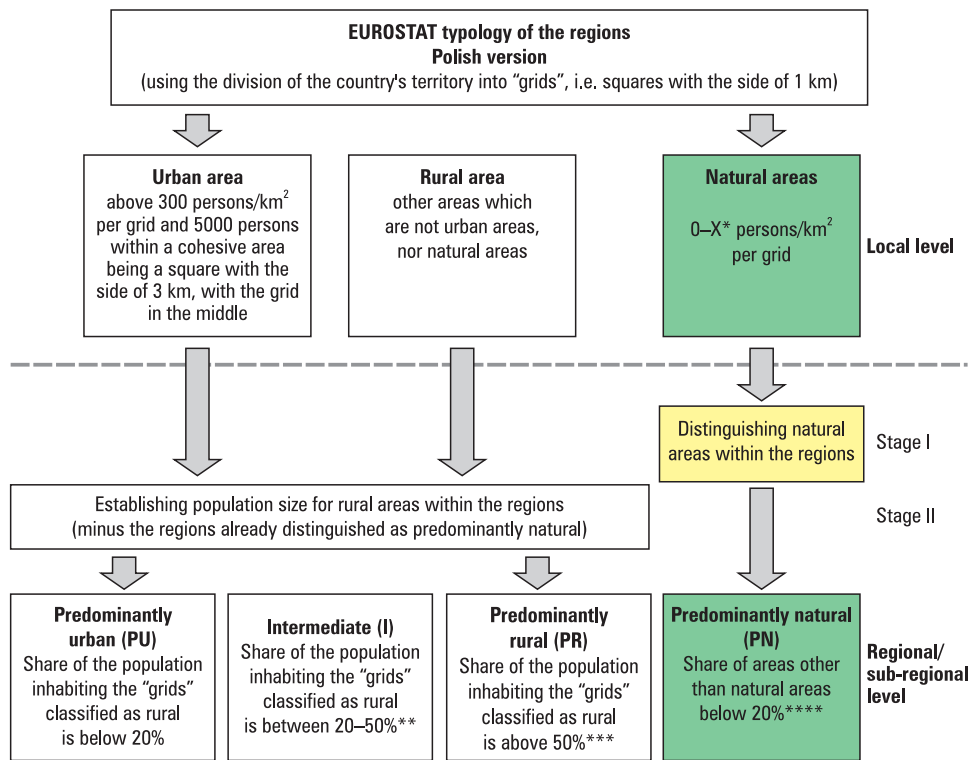 EUROSTAT typology of the regions
Polish version
(using the division of the country's territory into “grids”, i.e. squares with the side of 1 km)
Urban area
above 300 persons/km²
per grid and 5000 persons
within a cohesive area
being a square with the
side of 3 km, with the grid
in the middle
Rural area
other areas which
are not urban areas,
nor natural areas
Natural areas
0–X* persons/km²
per grid
Local level
Distinguishing natural
areas within the regions
Stage I
Establishing population size for rural areas within the regions
(minus the regions already distinguished as predominantly natural)
Stage II
Predominantly
urban (PU)
Share of the population
inhabiting the “grids”
classified as rural
is below 20%
Intermediate (I)
Share of the population
inhabiting the “grids”
classified as rural
is between 20–50%**
Predominantly
rural (PR)
Share of the population
inhabiting the “grids”
classified as rural
is above 50%***
Predominantly natural
(PN)
Share of areas other
than natural areas
below 20%****
Regional/
sub-regional
level